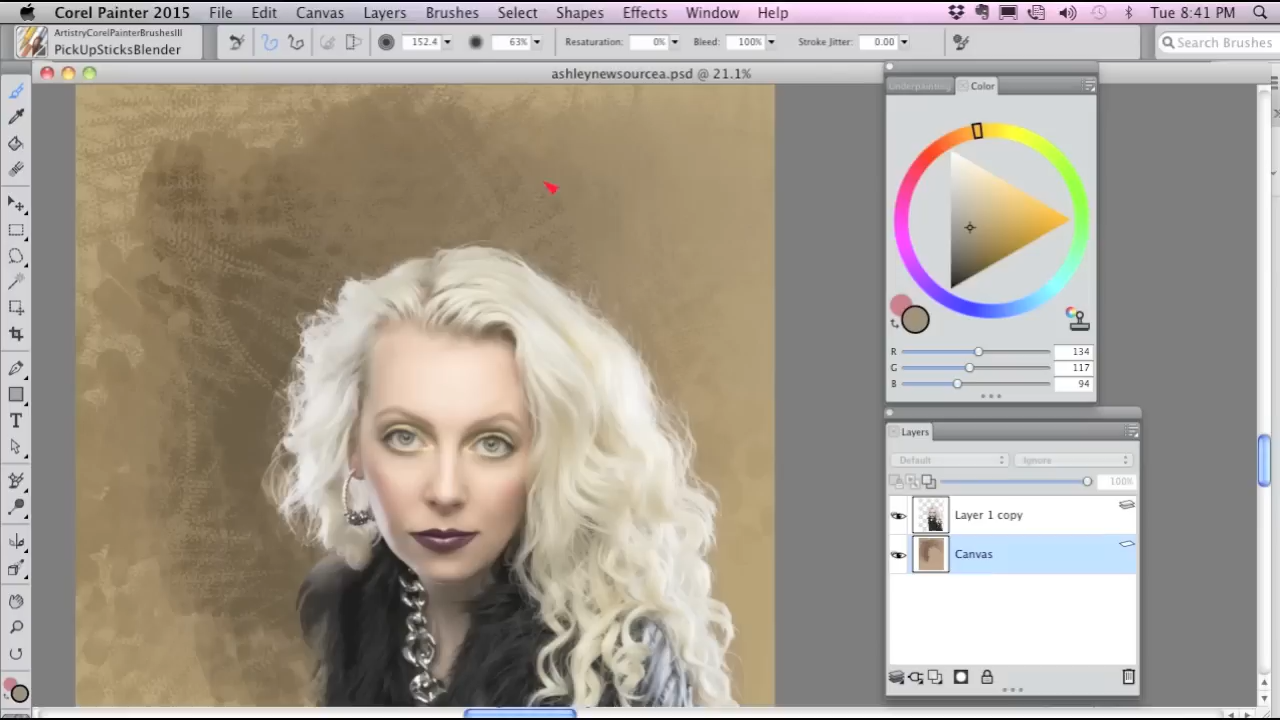 Corel Painter 2015 File Edit Canvas Layers Brushes Select Shapes Effects Window Help Tue 8:41 PM
ArtistryCorelPainterBrushesIII
PickUpSticksBlender
152.4 63% Resaturation: 0% Bleed: 100% Stroke Jitter: 0.00 Search Brushes
ashleynewsourcea.psd @ 21.1%
Underpainting Color
R 134
G 117
B 94
Layers
Default Ignore
100%
Layer 1 copy
Canvas
T